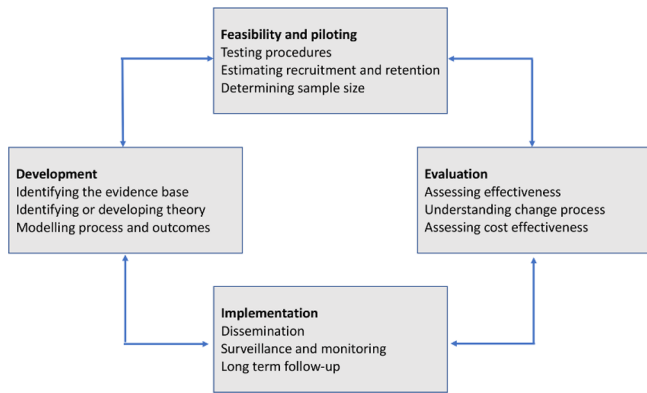 Feasibility and piloting
Testing procedures
Estimating recruitment and retention
Determining sample size
Development
Identifying the evidence base
Identifying or developing theory
Modelling process and outcomes
Evaluation
Assessing effectiveness
Understanding change process
Assessing cost effectiveness
Implementation
Dissemination
Surveillance and monitoring
Long term follow-up